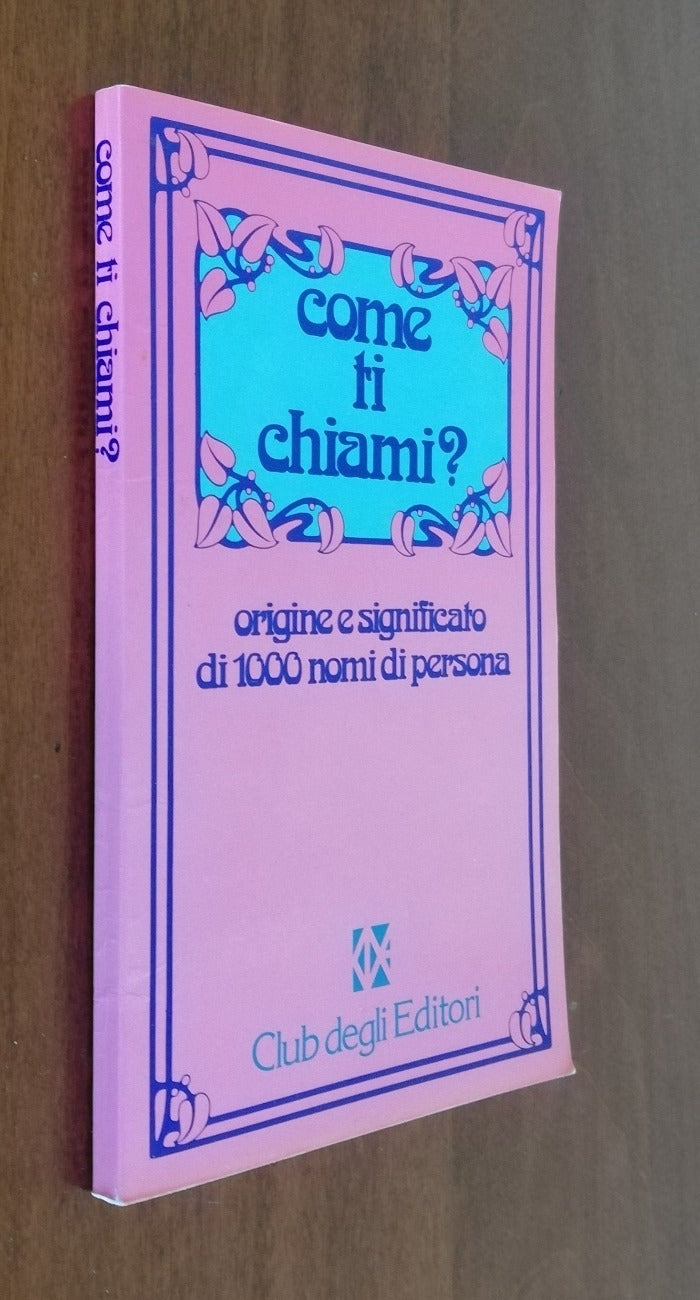 come ti chiami?
come
ti
chiami?
origine e significato
di 1000 nomi di persona
Club degli Editori